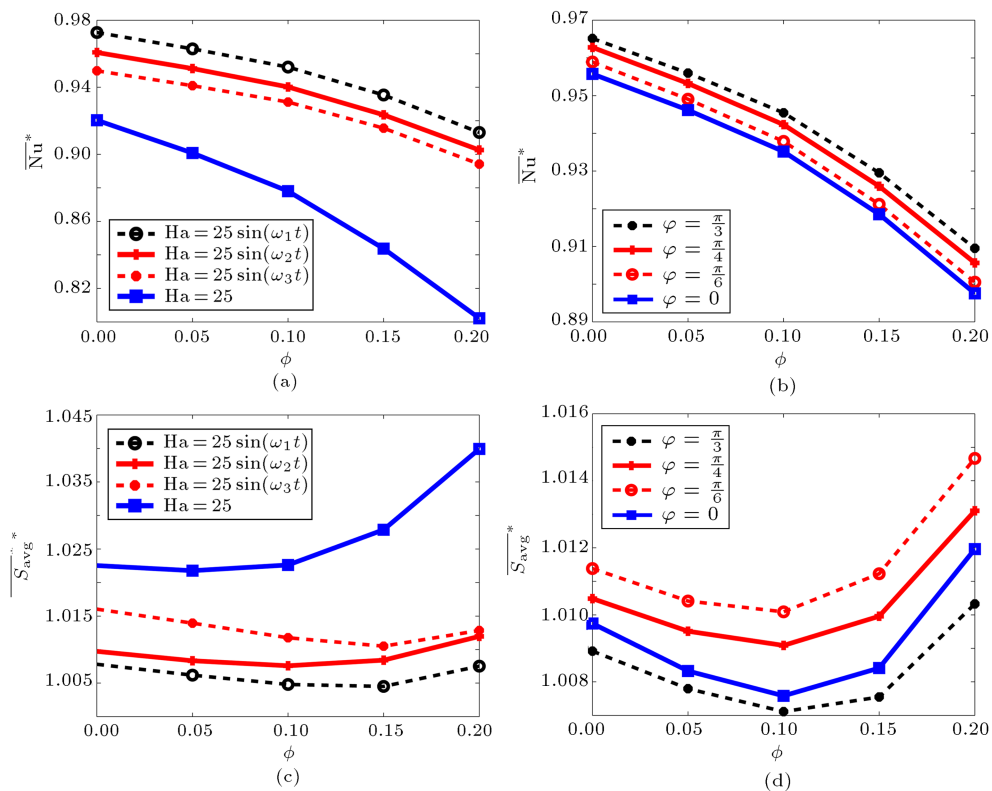 0.98
0.94
0.90
0.86
0.82
Nu*
Ha = 25 sin(ω₁t)
Ha = 25 sin(ω₂t)
Ha = 25 sin(ω₃t)
Ha = 25
0.00 0.05 0.10 0.15 0.20
ϕ
(a)
0.97
0.95
0.93
0.91
0.89
Nu*
φ = π/3
φ = π/4
φ = π/6
φ = 0
0.00 0.05 0.10 0.15 0.20
ϕ
(b)
1.045
1.035
1.025
1.015
1.005
S_avg*
Ha = 25 sin(ω₁t)
Ha = 25 sin(ω₂t)
Ha = 25 sin(ω₃t)
Ha = 25
0.00 0.05 0.10 0.15 0.20
ϕ
(c)
1.016
1.014
1.012
1.010
1.008
S_avg*
φ = π/3
φ = π/4
φ = π/6
φ = 0
0.00 0.05 0.10 0.15 0.20
ϕ
(d)